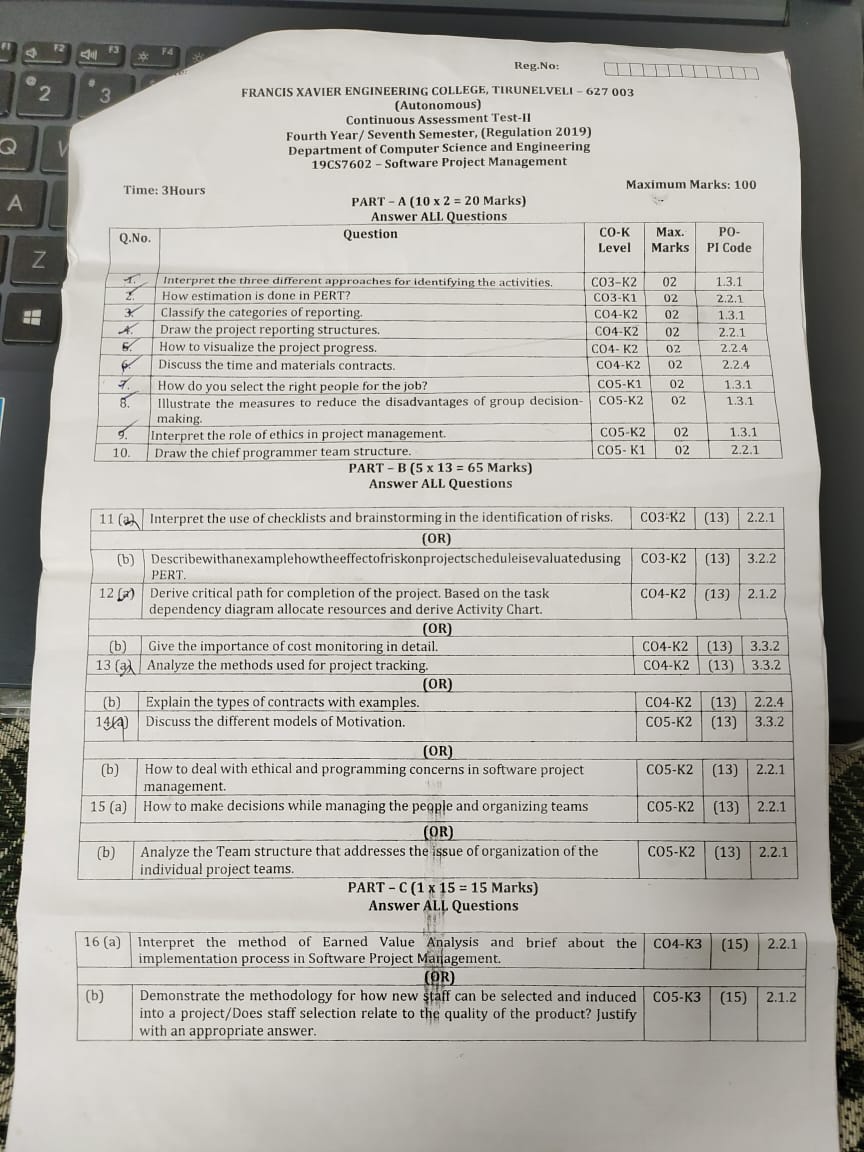 F1
F2
F3
F4
2
3
Q
A
Z
Reg.No:
FRANCIS XAVIER ENGINEERING COLLEGE, TIRUNELVELI – 627 003
(Autonomous)
Continuous Assessment Test-II
Fourth Year/ Seventh Semester, (Regulation 2019)
Department of Computer Science and Engineering
19CS7602 – Software Project Management
Time: 3Hours Maximum Marks: 100
PART – A (10 x 2 = 20 Marks)
Answer ALL Questions
Q.No. Question CO-K Level Max. Marks PO-PI Code
1. Interpret the three different approaches for identifying the activities. CO3–K2 02 1.3.1
2. How estimation is done in PERT? CO3-K1 02 2.2.1
3. Classify the categories of reporting. CO4-K2 02 1.3.1
4. Draw the project reporting structures. CO4-K2 02 2.2.1
5. How to visualize the project progress. CO4- K2 02 2.2.4
6. Discuss the time and materials contracts. CO4-K2 02 2.2.4
7. How do you select the right people for the job? CO5-K1 02 1.3.1
8. Illustrate the measures to reduce the disadvantages of group decision- CO5-K2 02 1.3.1
making.
9. Interpret the role of ethics in project management. CO5-K2 02 1.3.1
10. Draw the chief programmer team structure. CO5- K1 02 2.2.1
PART – B (5 x 13 = 65 Marks)
Answer ALL Questions
11 (a) Interpret the use of checklists and brainstorming in the identification of risks. CO3-K2 (13) 2.2.1
(OR)
(b) Describewithanexamplehowtheeffectofriskonprojectscheduleisevaluatedusing CO3-K2 (13) 3.2.2
PERT.
12 (a) Derive critical path for completion of the project. Based on the task CO4-K2 (13) 2.1.2
dependency diagram allocate resources and derive Activity Chart.
(OR)
(b) Give the importance of cost monitoring in detail. CO4-K2 (13) 3.3.2
13 (a) Analyze the methods used for project tracking. CO4-K2 (13) 3.3.2
(OR)
(b) Explain the types of contracts with examples. CO4-K2 (13) 2.2.4
14(a) Discuss the different models of Motivation. CO5-K2 (13) 3.3.2
(OR)
(b) How to deal with ethical and programming concerns in software project CO5-K2 (13) 2.2.1
management.
15 (a) How to make decisions while managing the people and organizing teams CO5-K2 (13) 2.2.1
(OR)
(b) Analyze the Team structure that addresses the issue of organization of the CO5-K2 (13) 2.2.1
individual project teams.
PART – C (1 x 15 = 15 Marks)
Answer ALL Questions
16 (a) Interpret the method of Earned Value Analysis and brief about the CO4-K3 (15) 2.2.1
implementation process in Software Project Management.
(OR)
(b) Demonstrate the methodology for how new staff can be selected and induced CO5-K3 (15) 2.1.2
into a project/Does staff selection relate to the quality of the product? Justify
with an appropriate answer.